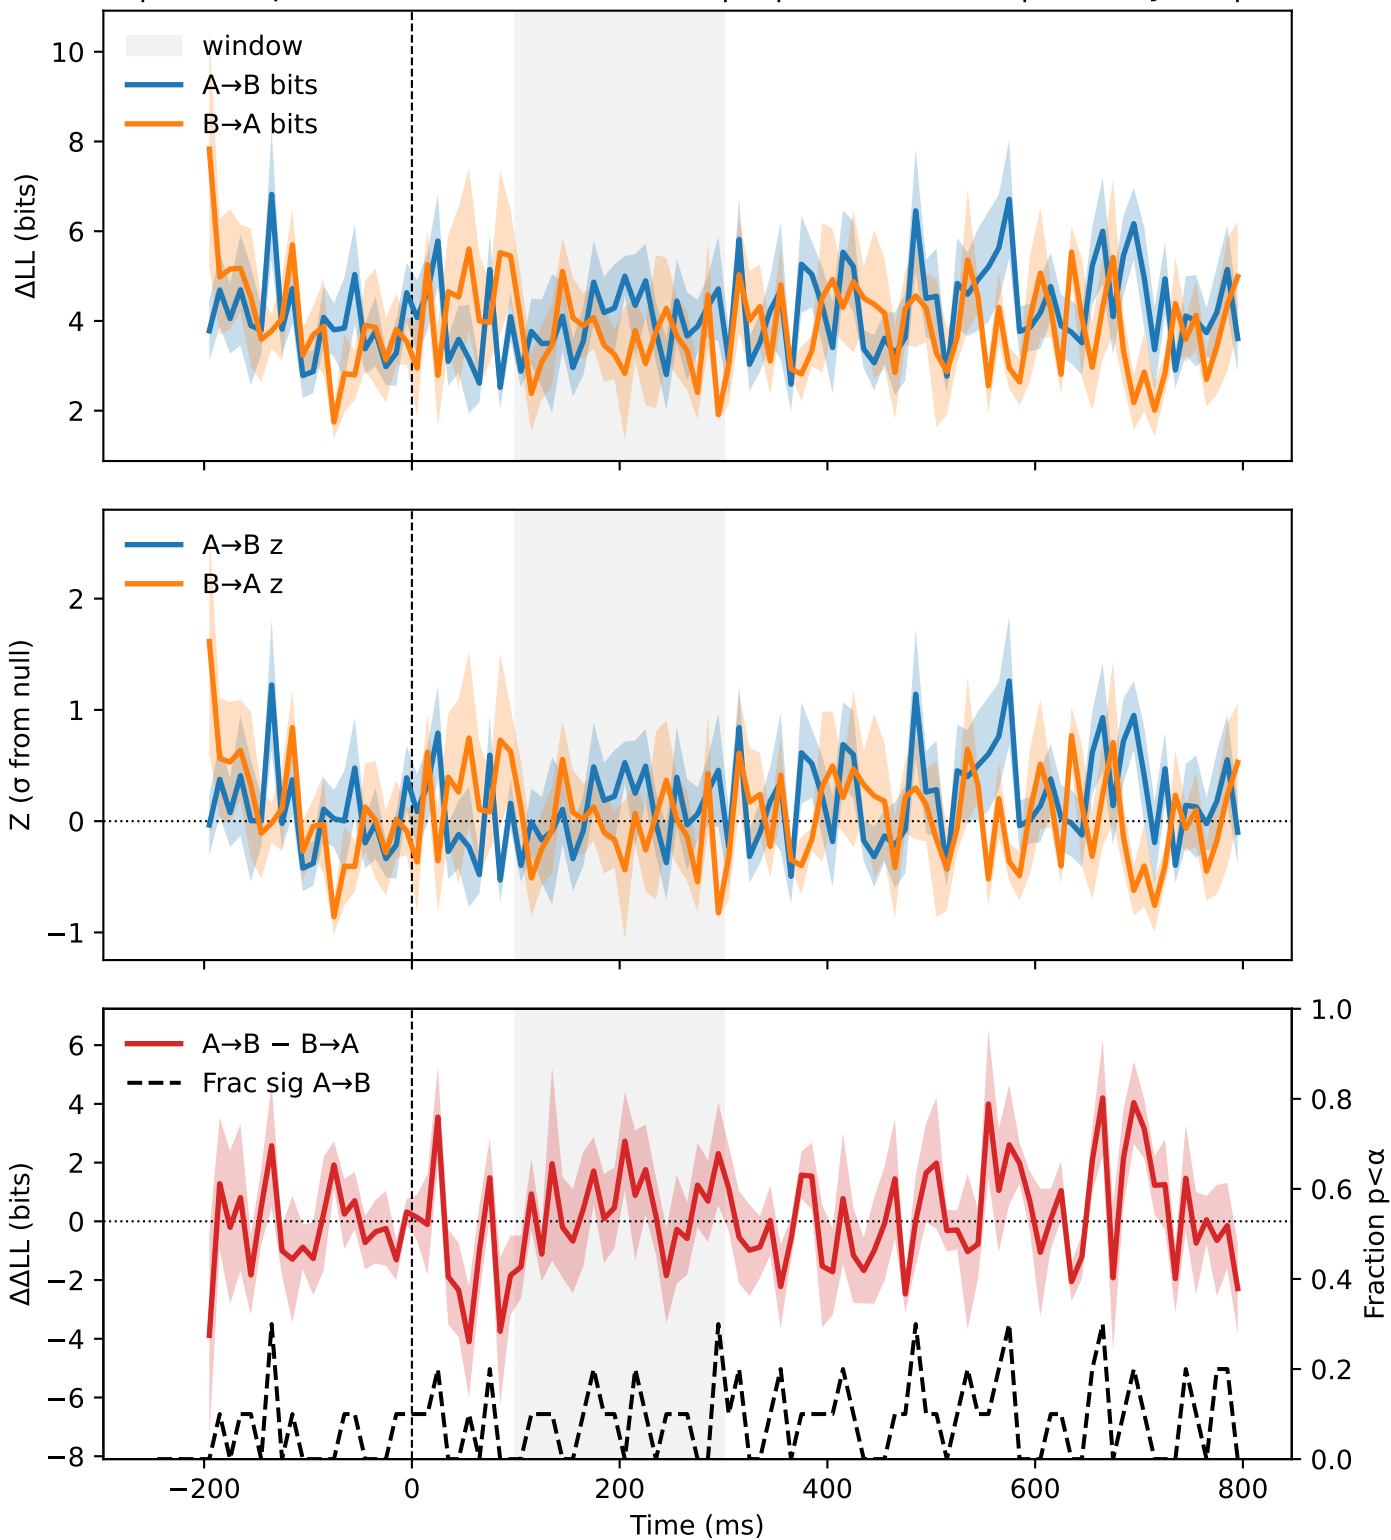 10
8
6
4
2
ΔLL (bits)
window
A→B bits
B→A bits
2
1
0
−1
Z (σ from null)
A→B z
B→A z
6
4
2
0
−2
−4
−6
−8
ΔΔLL (bits)
A→B − B→A
Frac sig A→B
1.0
0.8
0.6
0.4
0.2
0.0
Fraction p<α
−200
0
200
400
600
800
Time (ms)